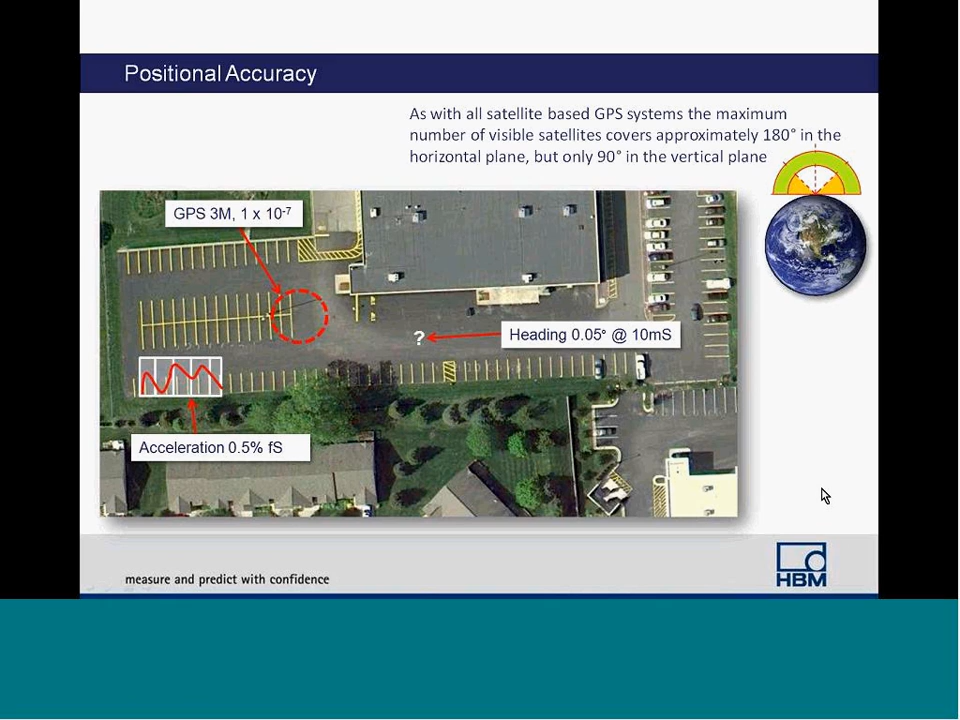 Positional Accuracy
As with all satellite based GPS systems the maximum
number of visible satellites covers approximately 180° in the
horizontal plane, but only 90° in the vertical plane
GPS 3M, 1 x 10⁻⁷
?
Heading 0.05° @ 10mS
Acceleration 0.5% fS
measure and predict with confidence
HBM